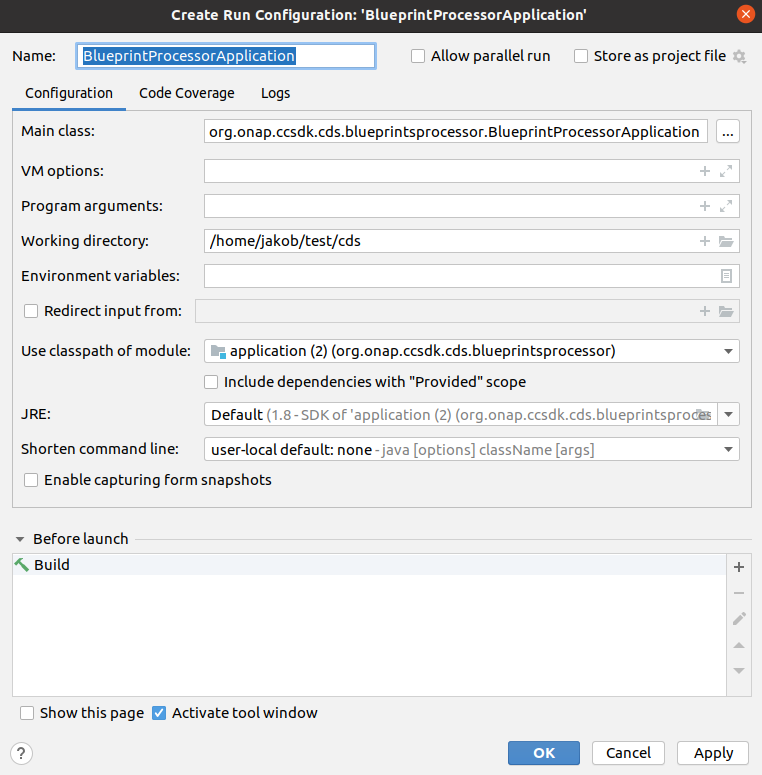 Create Run Configuration: 'BlueprintProcessorApplication'
Name: BlueprintProcessorApplication Allow parallel run Store as project file
Configuration Code Coverage Logs
Main class: org.onap.ccsdk.cds.blueprintsprocessor.BlueprintProcessorApplication ...
VM options:
Program arguments:
Working directory: /home/jakob/test/cds
Environment variables:
Redirect input from:
Use classpath of module: application (2) (org.onap.ccsdk.cds.blueprintsprocessor)
Include dependencies with "Provided" scope
JRE: Default (1.8 - SDK of 'application (2) (org.onap.ccsdk.cds.blueprintsproces
Shorten command line: user-local default: none - java [options] className [args]
Enable capturing form snapshots
Before launch
Build
Show this page Activate tool window
? OK Cancel Apply